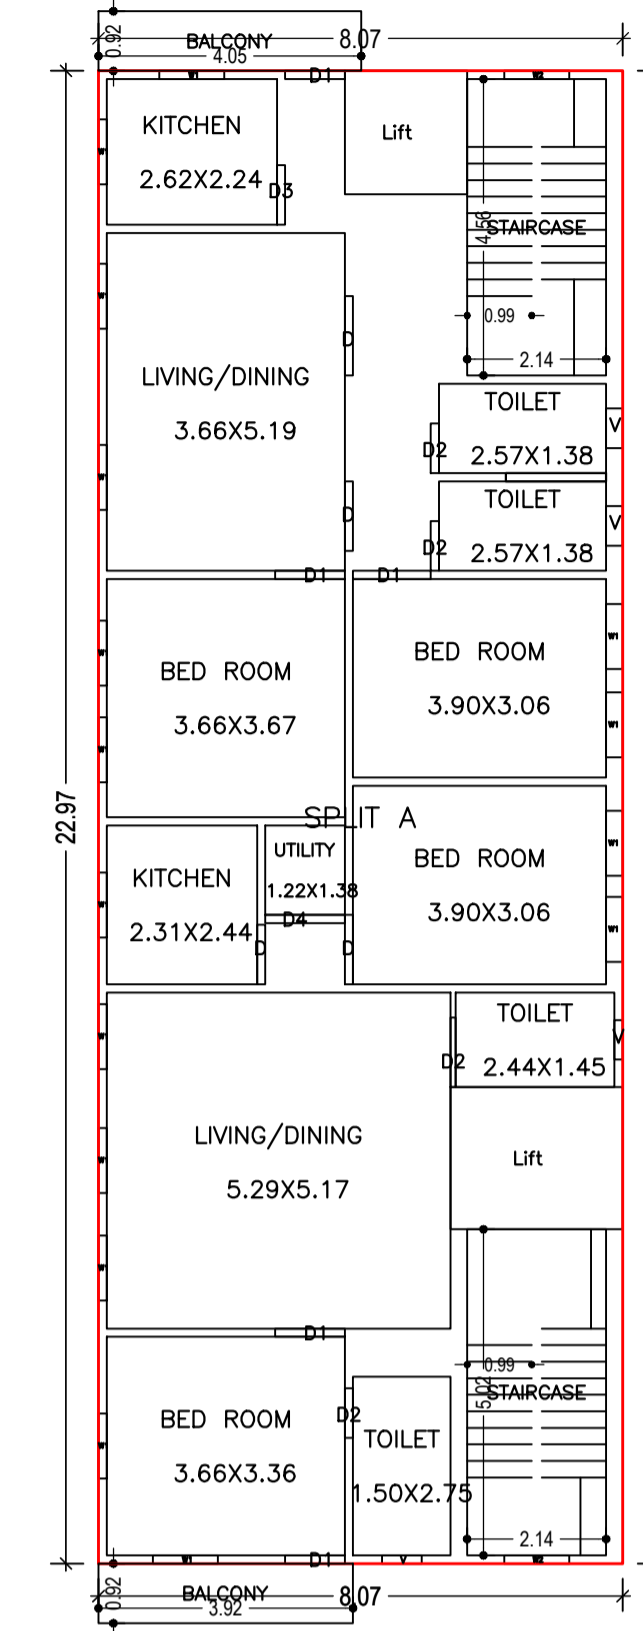 0.92
BALCONY
8.07
4.05
W1
D1
W2
KITCHEN
2.62X2.24
D3
Lift
4.56
STAIRCASE
0.99
2.14
LIVING/DINING
3.66X5.19
D
D
TOILET
2.57X1.38
D2
V
TOILET
2.57X1.38
D2
V
D1
D1
BED ROOM
3.66X3.67
BED ROOM
3.90X3.06
W1
W1
22.97
SPLIT A
KITCHEN
2.31X2.44
D
UTILITY
1.22X1.38
D4
D
BED ROOM
3.90X3.06
W1
W1
LIVING/DINING
5.29X5.17
TOILET
2.44X1.45
D2
V
Lift
D1
0.99
5.02
STAIRCASE
2.14
BED ROOM
3.66X3.36
D2
TOILET
1.50X2.75
W1
D1
V
W2
0.92
BALCONY
8.07
3.92